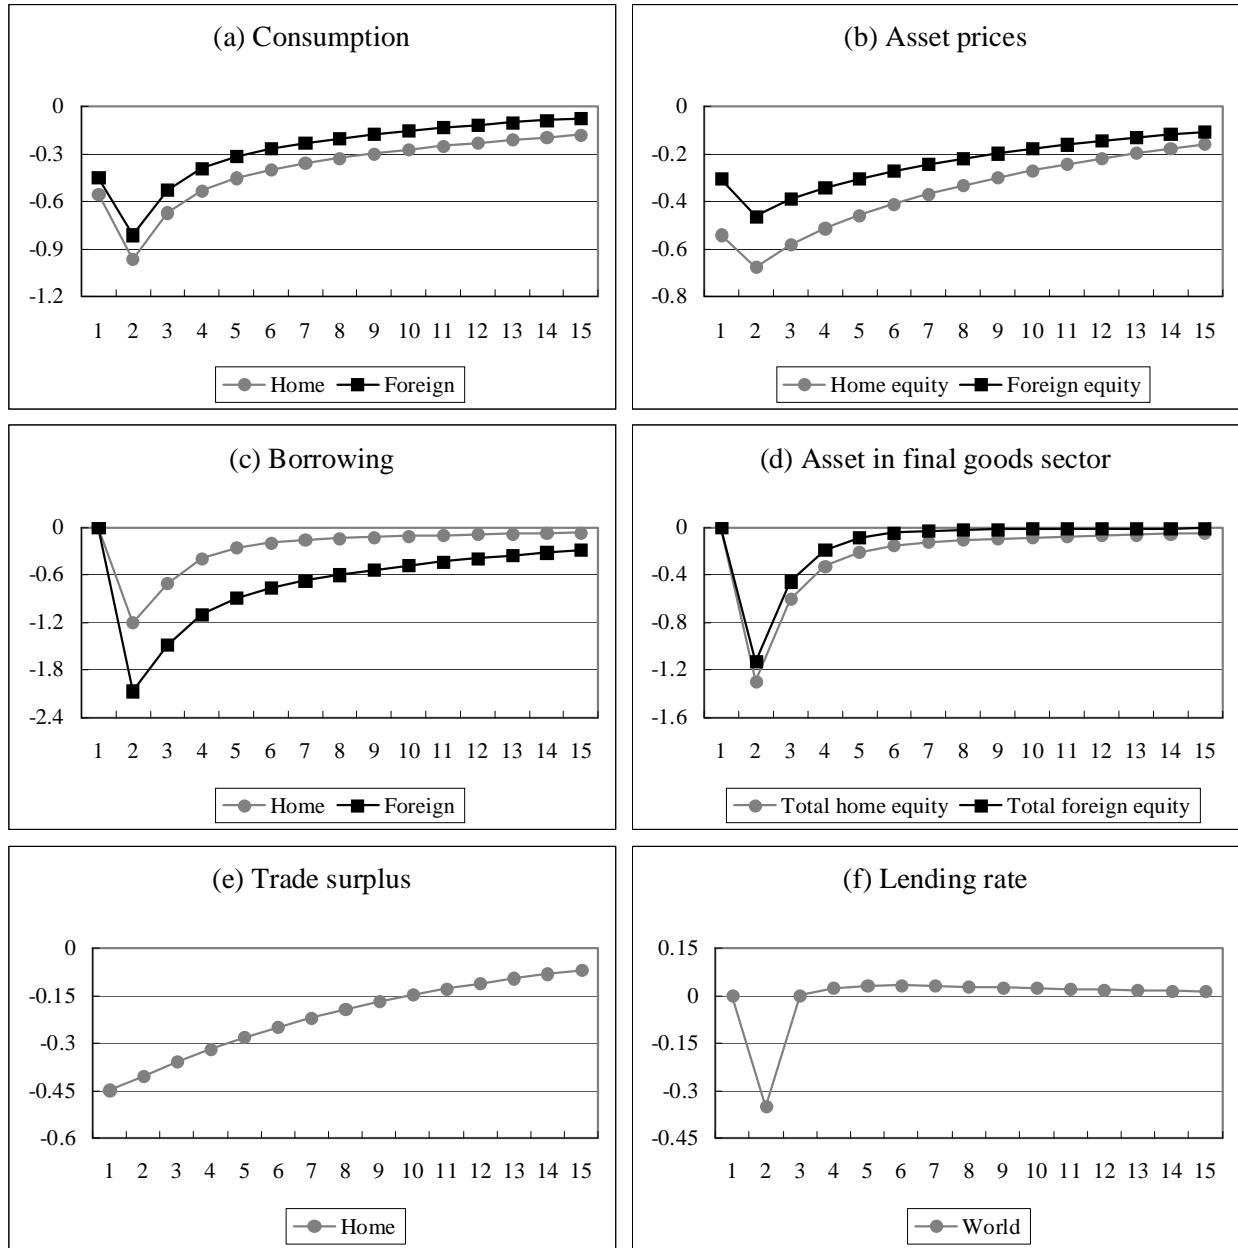 (a) Consumption
0
-0.3
-0.6
-0.9
-1.2
1 2 3 4 5 6 7 8 9 10 11 12 13 14 15
Home Foreign
(b) Asset prices
0
-0.2
-0.4
-0.6
-0.8
1 2 3 4 5 6 7 8 9 10 11 12 13 14 15
Home equity Foreign equity
(c) Borrowing
0
-0.6
-1.2
-1.8
-2.4
1 2 3 4 5 6 7 8 9 10 11 12 13 14 15
Home Foreign
(d) Asset in final goods sector
0
-0.4
-0.8
-1.2
-1.6
1 2 3 4 5 6 7 8 9 10 11 12 13 14 15
Total home equity Total foreign equity
(e) Trade surplus
0
-0.15
-0.3
-0.45
-0.6
1 2 3 4 5 6 7 8 9 10 11 12 13 14 15
Home
(f) Lending rate
0.15
0
-0.15
-0.3
-0.45
1 2 3 4 5 6 7 8 9 10 11 12 13 14 15
World